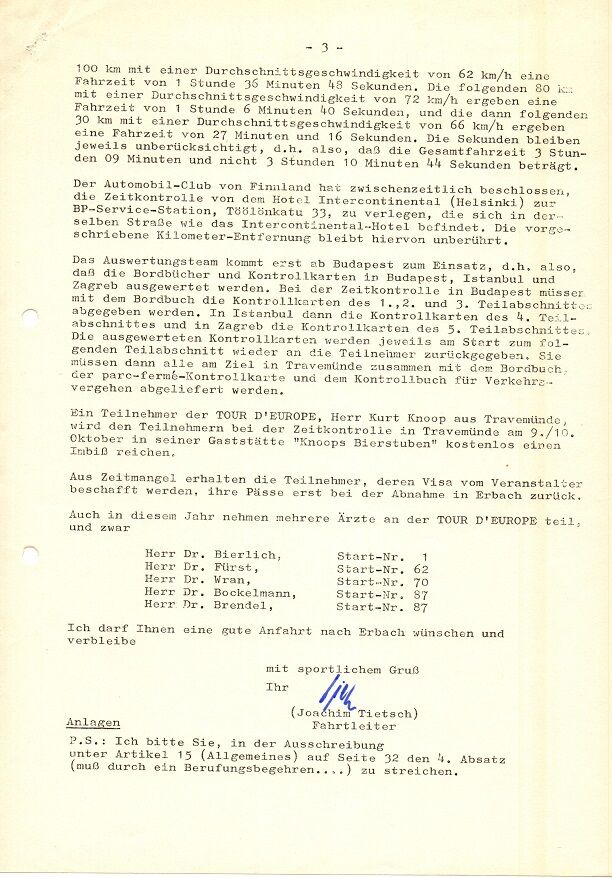 - 3 -
100 km mit einer Durchschnittsgeschwindigkeit von 62 km/h eine
Fahrzeit von 1 Stunde 36 Minuten 48 Sekunden. Die folgenden 80 km
mit einer Durchschnittsgeschwindigkeit von 72 km/h ergeben eine
Fahrzeit von 1 Stunde 6 Minuten 40 Sekunden, und die dann folgenden
30 km mit einer Durchschnittsgeschwindigkeit von 66 km/h ergeben
eine Fahrzeit von 27 Minuten und 16 Sekunden. Die Sekunden bleiben
jeweils unberücksichtigt, d.h. also, daß die Gesamtfahrzeit 3 Stun-
den 09 Minuten und nicht 3 Stunden 10 Minuten 44 Sekunden beträgt.
Der Automobil-Club von Finnland hat zwischenzeitlich beschlossen,
die Zeitkontrolle von dem Hotel Intercontinental (Helsinki) zur
BP-Service-Station, Töölönkatu 33, zu verlegen, die sich in der-
selben Straße wie das Intercontinental-Hotel befindet. Die vorge-
schriebene Kilometer-Entfernung bleibt hiervon unberührt.
Das Auswertungsteam kommt erst ab Budapest zum Einsatz, d.h. also,
daß die Bordbücher und Kontrollkarten in Budapest, Istanbul und
Zagreb ausgewertet werden. Bei der Zeitkontrolle in Budapest müssen
mit dem Bordbuch die Kontrollkarten des 1.,2. und 3. Teilabschnittes
abgegeben werden. In Istanbul dann die Kontrollkarten des 4. Teil-
abschnittes und in Zagreb die Kontrollkarten des 5. Teilabschnittes.
Die ausgewerteten Kontrollkarten werden jeweils am Start zum fol-
genden Teilabschnitt wieder an die Teilnehmer zurückgegeben. Sie
müssen dann alle am Ziel in Travemünde zusammen mit dem Bordbuch,
der parc-fermé-Kontrollkarte und dem Kontrollbuch für Verkehrs-
vergehen abgeliefert werden.
Ein Teilnehmer der TOUR D'EUROPE, Herr Kurt Knoop aus Travemünde,
wird den Teilnehmern bei der Zeitkontrolle in Travemünde am 9./10.
Oktober in seiner Gaststätte "Knoops Bierstuben" kostenlos einen
Imbiß reichen.
Aus Zeitmangel erhalten die Teilnehmer, deren Visa vom Veranstalter
beschafft werden, ihre Pässe erst bei der Abnahme in Erbach zurück.
Auch in diesem Jahr nehmen mehrere Ärzte an der TOUR D'EUROPE teil,
und zwar
Herr Dr. Bierlich, Start-Nr. 1
Herr Dr. Fürst, Start-Nr. 62
Herr Dr. Wran, Start-Nr. 70
Herr Dr. Bockelmann, Start-Nr. 87
Herr Dr. Brendel, Start-Nr. 87
Ich darf Ihnen eine gute Anfahrt nach Erbach wünschen und
verbleibe
mit sportlichem Gruß
Ihr
(Joachim Tietsch)
Fahrtleiter
Anlagen
P.S.: Ich bitte Sie, in der Ausschreibung
unter Artikel 15 (Allgemeines) auf Seite 32 den 4. Absatz
(muß durch ein Berufungsbegehren....) zu streichen.